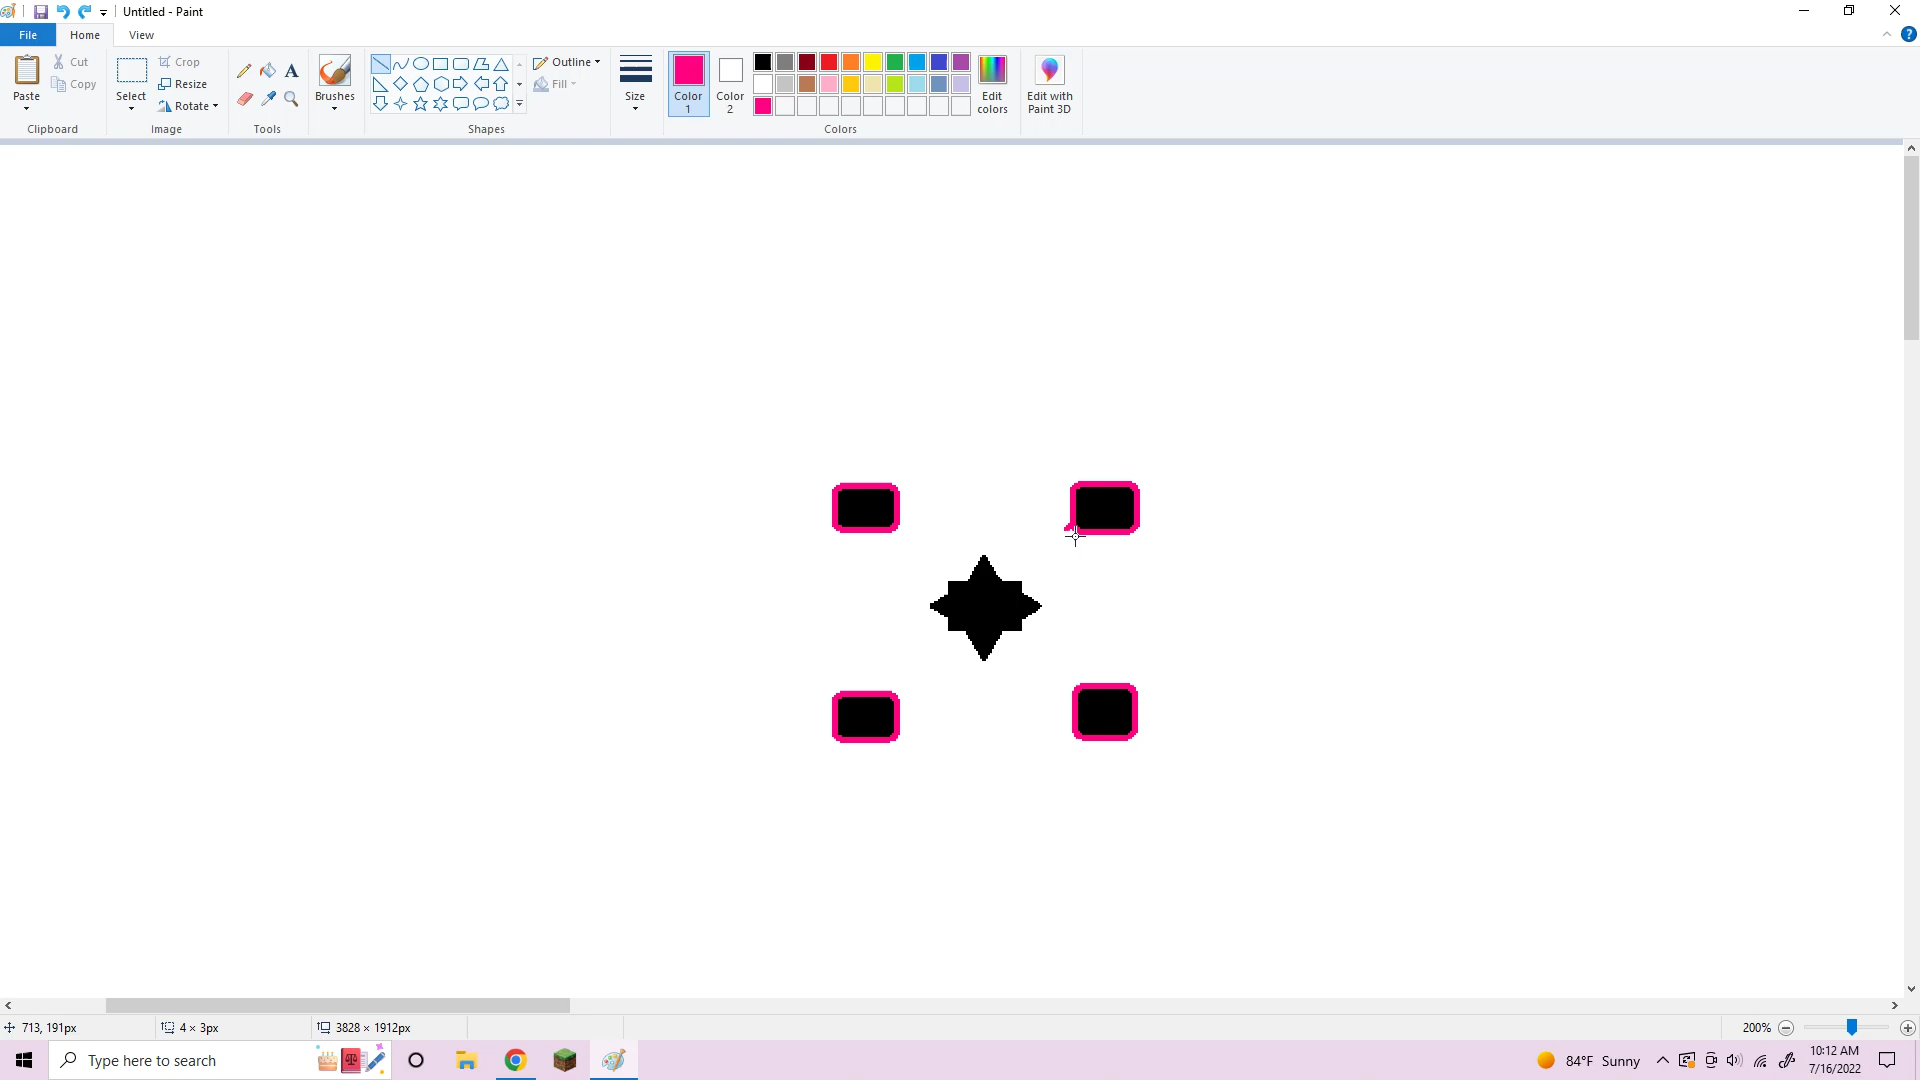 Untitled - Paint
File Home View
Paste
Cut
Copy
Clipboard
Select
Crop
Resize
Rotate
Image
A
Tools
Brushes
Shapes
Outline
Fill
Size
Color 1
Color 2
Colors
Edit colors
Edit with Paint 3D
?
713, 191px
4 × 3px
3828 × 1912px
200%
Type here to search
84°F Sunny
10:12 AM
7/16/2022